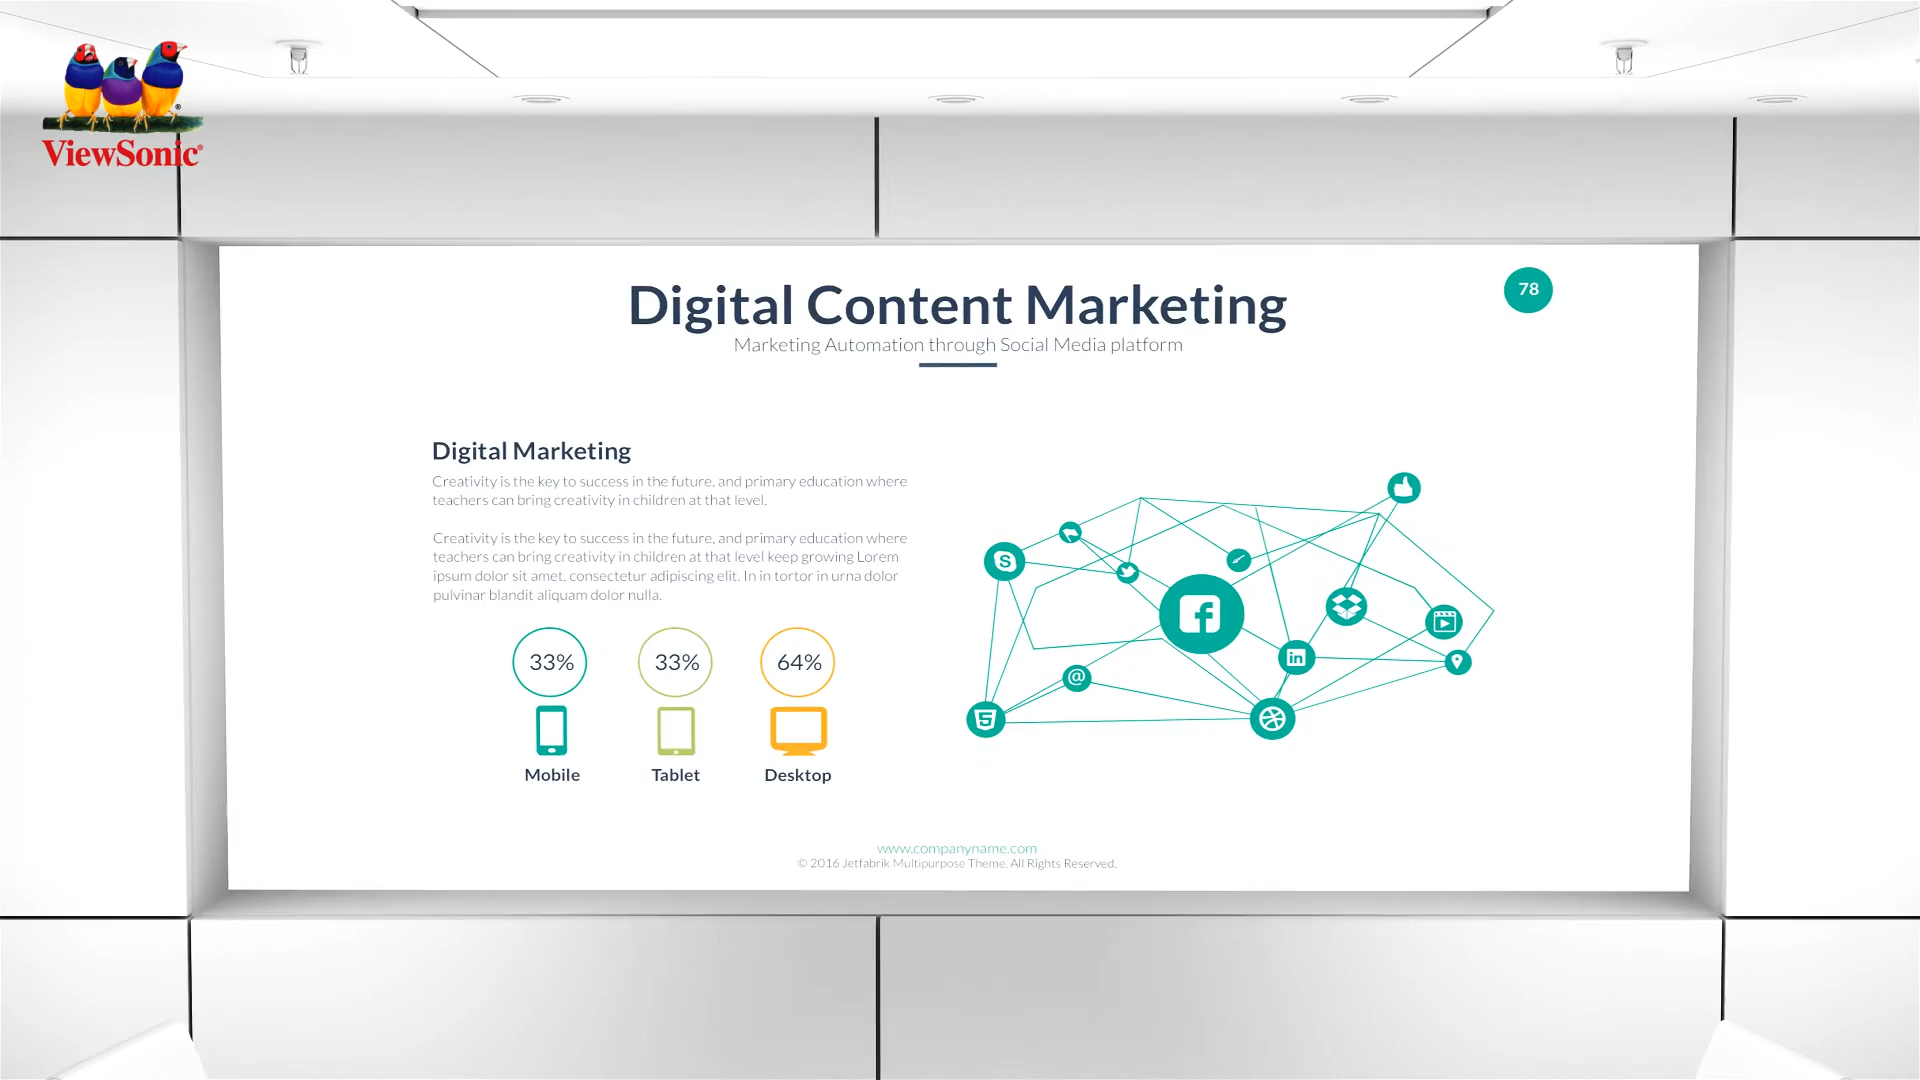 ViewSonic®
Digital Content Marketing
78
Marketing Automation through Social Media platform
Digital Marketing
Creativity is the key to success in the future, and primary education where
teachers can bring creativity in children at that level.
Creativity is the key to success in the future, and primary education where
teachers can bring creativity in children at that level keep growing Lorem
ipsum dolor sit amet, consectetur adipiscing elit. In in tortor in urna dolor
pulvinar blandit aliquam dolor nulla.
33% 33% 64%
Mobile Tablet Desktop
www.companyname.com
© 2016 Jetfabrik Multipurpose Theme. All Rights Reserved.